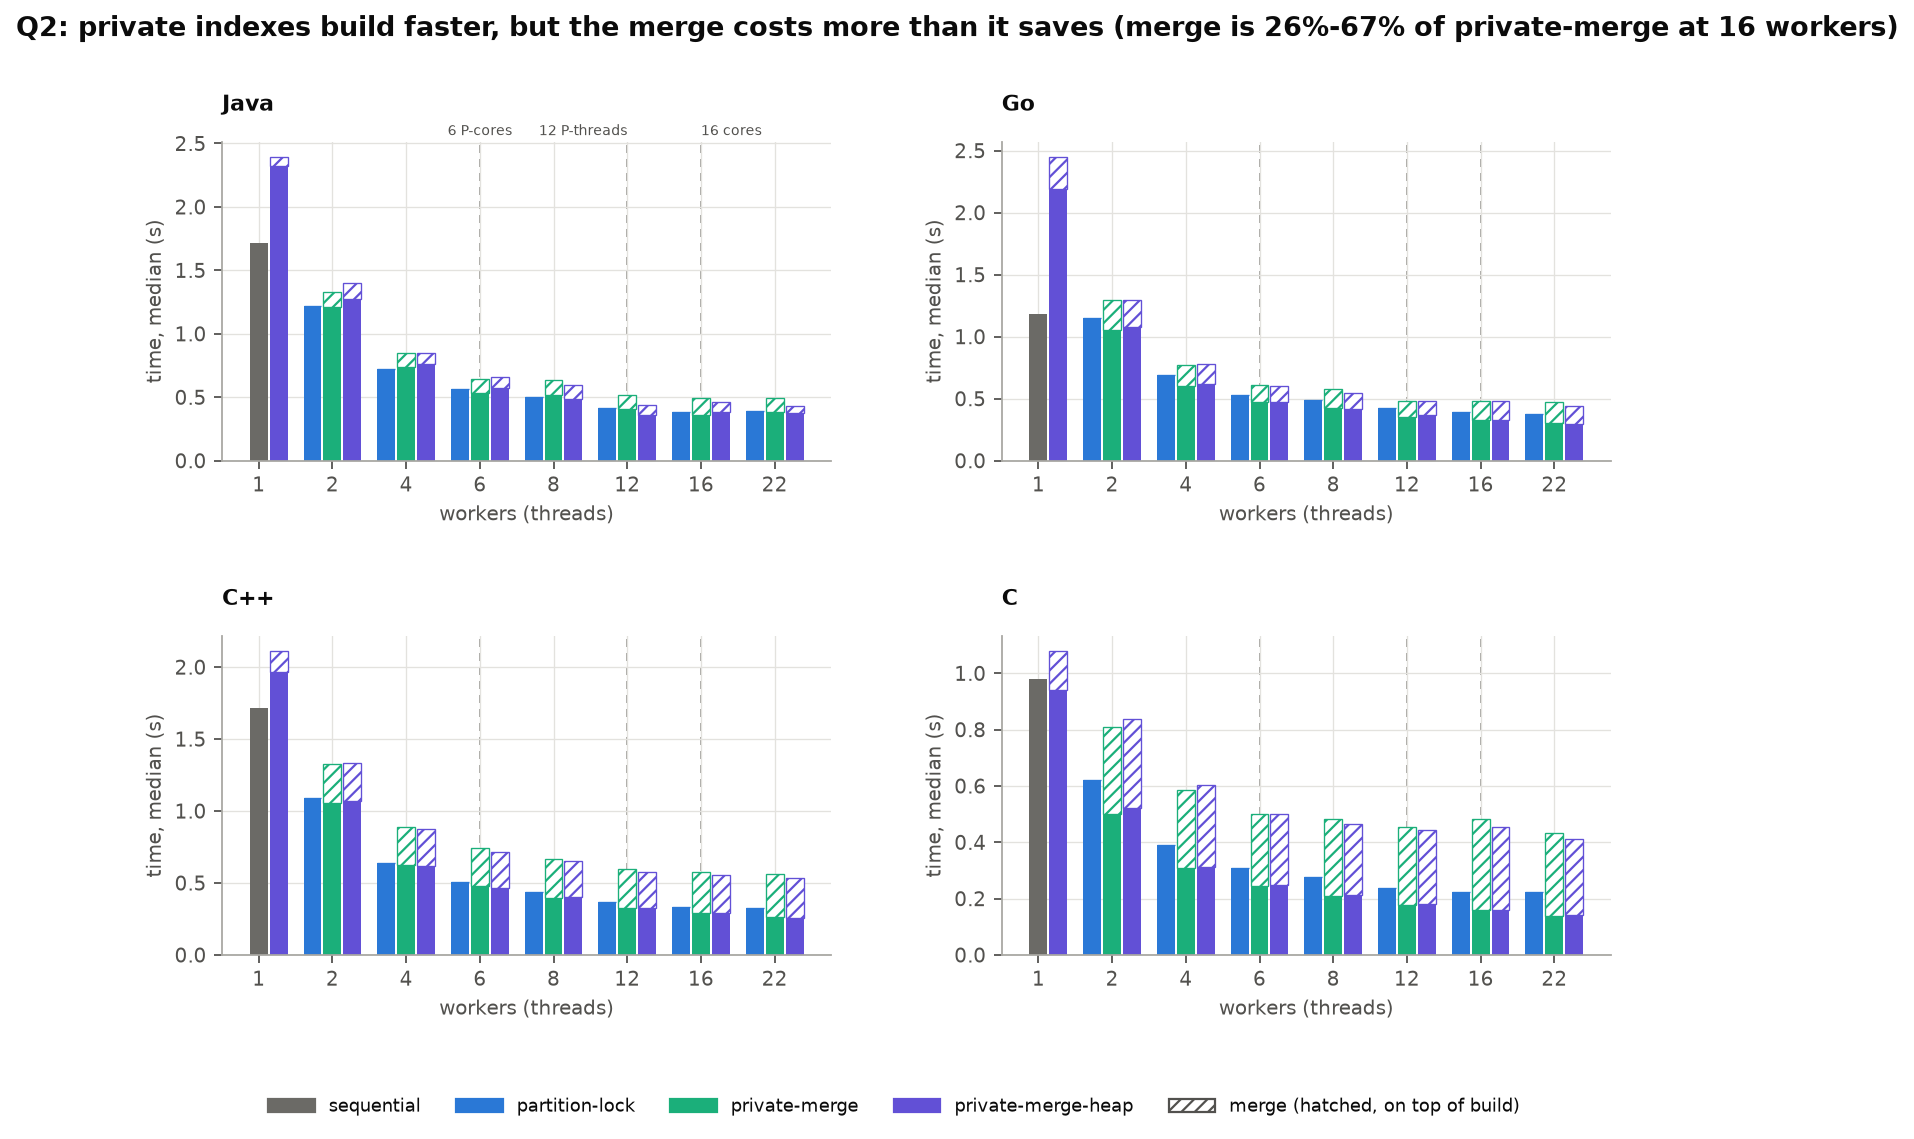 Q2: private indexes build faster, but the merge costs more than it saves (merge is 26%-67% of private-merge at 16 workers)
Java
6 P-cores 12 P-threads 16 cores
2.5
2.0
1.5
1.0
0.5
0.0
time, median (s)
1 2 4 6 8 12 16 22
workers (threads)
Go
2.5
2.0
1.5
1.0
0.5
0.0
time, median (s)
1 2 4 6 8 12 16 22
workers (threads)
C++
2.0
1.5
1.0
0.5
0.0
time, median (s)
1 2 4 6 8 12 16 22
workers (threads)
C
1.0
0.8
0.6
0.4
0.2
0.0
time, median (s)
1 2 4 6 8 12 16 22
workers (threads)
sequential partition-lock private-merge private-merge-heap merge (hatched, on top of build)